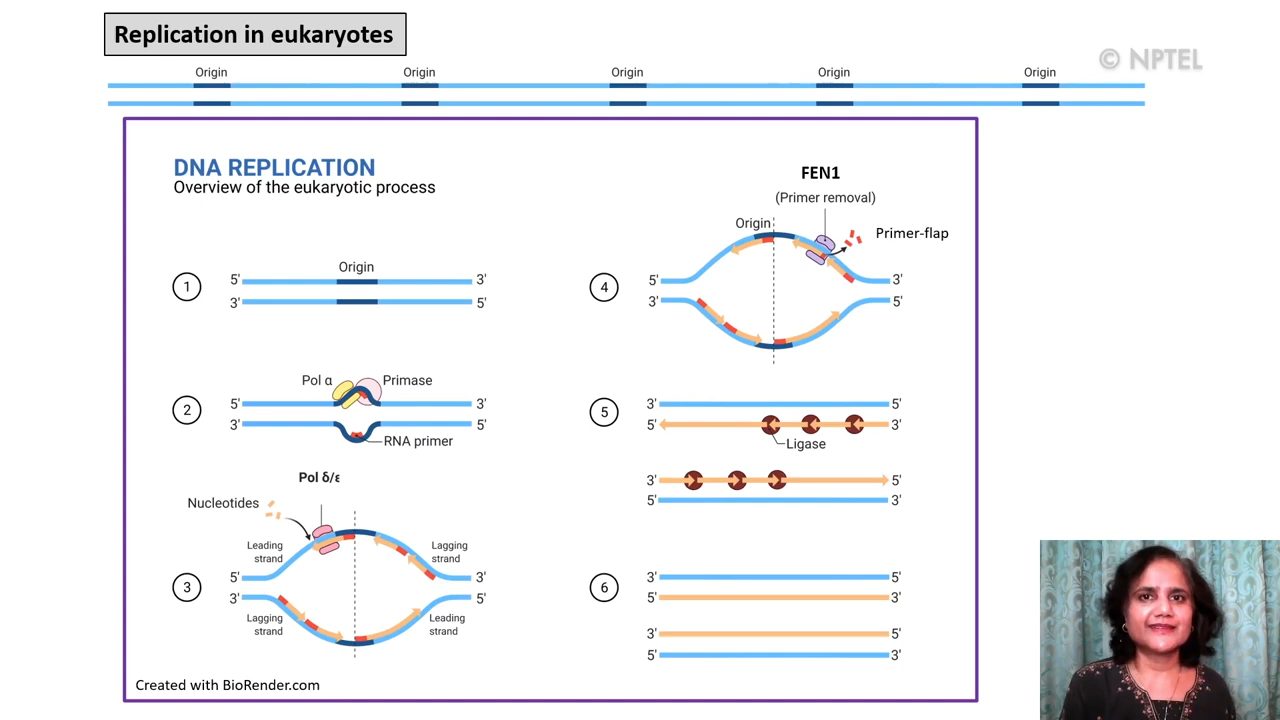 Replication in eukaryotes
© NPTEL
Origin Origin Origin Origin Origin
DNA REPLICATION
Overview of the eukaryotic process
1
5' Origin 3'
3' 5'
2
Pol α Primase
5' 3'
3' 5'
RNA primer
3
Pol δ/ε
Nucleotides
Leading
strand
Lagging
strand
5' 3'
3' 5'
Lagging
strand
Leading
strand
4
FEN1
(Primer removal)
Origin
Primer-flap
5' 3'
3' 5'
5
3' 5'
5' 3'
Ligase
3' 5'
5' 3'
6
3' 5'
5' 3'
3' 5'
5' 3'
Created with BioRender.com